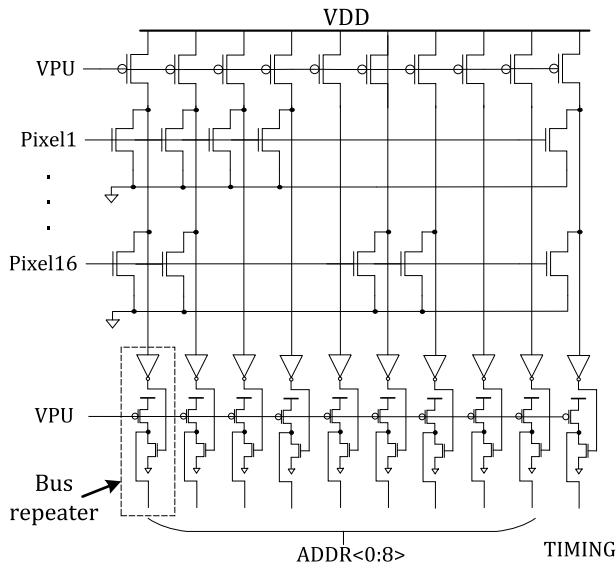 VDD
VPU
Pixel1
.
.
.
Pixel16
VPU
Bus
repeater
ADDR<0:8>
TIMING